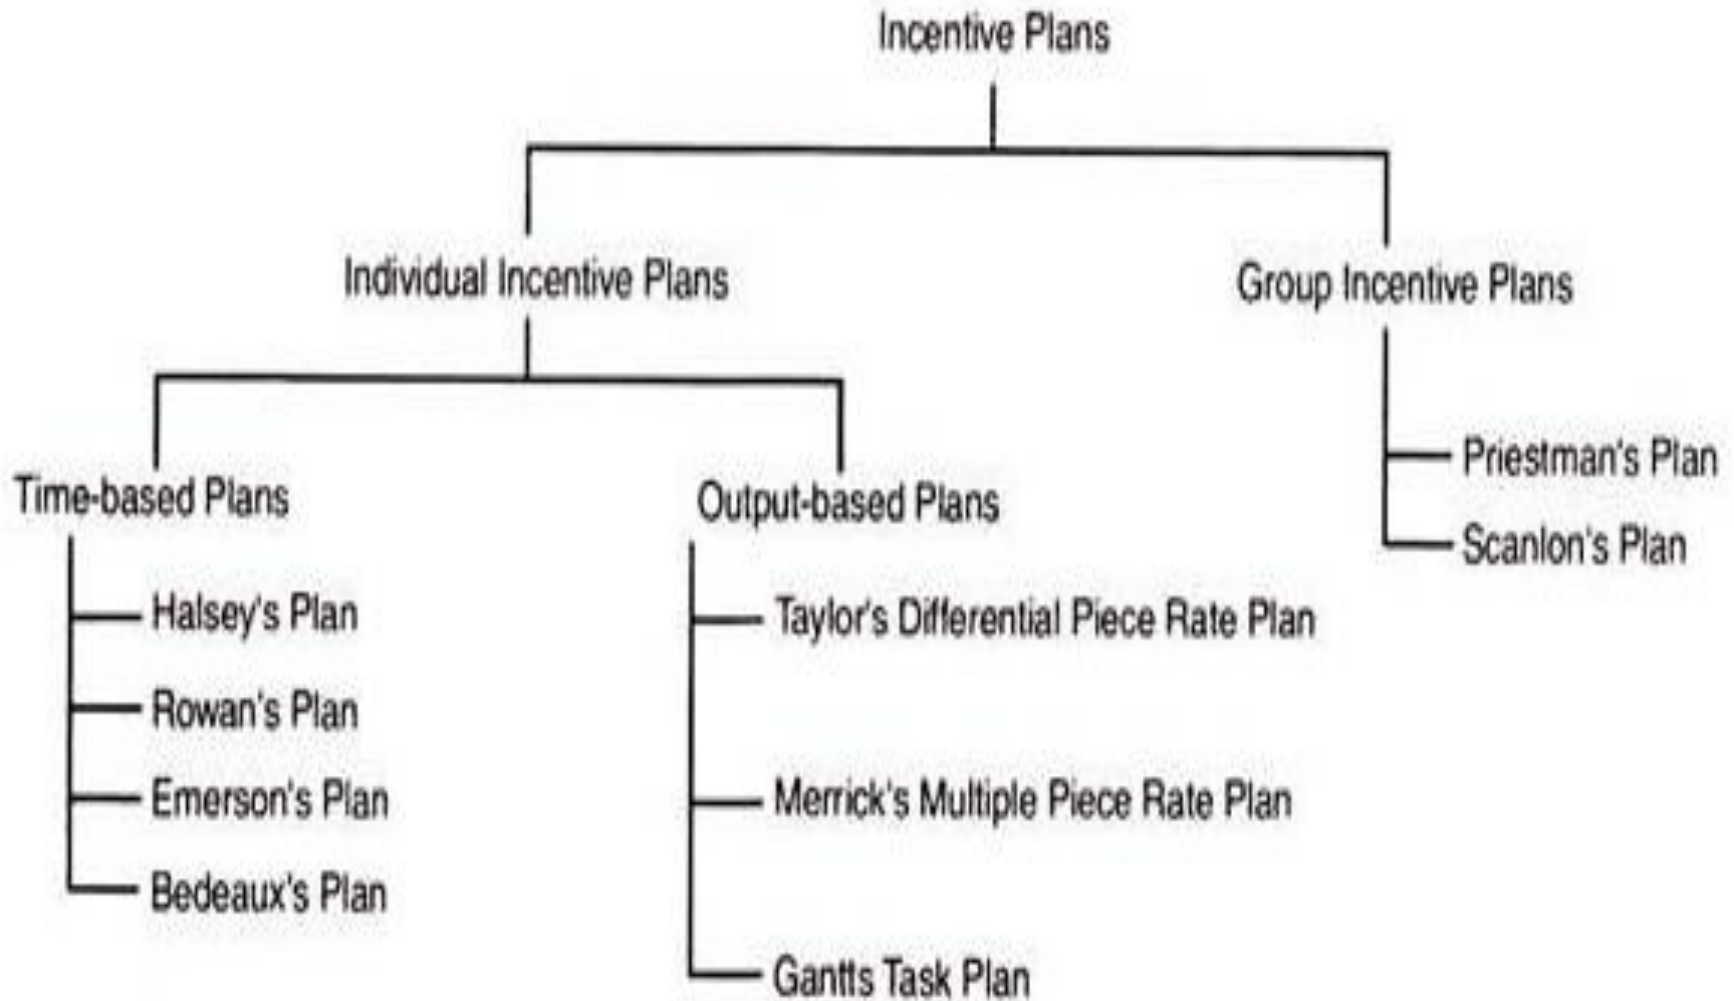 Incentive Plans
Individual Incentive Plans
Group Incentive Plans
Time-based Plans
Halsey's Plan
Rowan's Plan
Emerson's Plan
Bedeaux's Plan
Output-based Plans
Taylor's Differential Piece Rate Plan
Merrick's Multiple Piece Rate Plan
Gantts Task Plan
Priestman's Plan
Scanlon's Plan